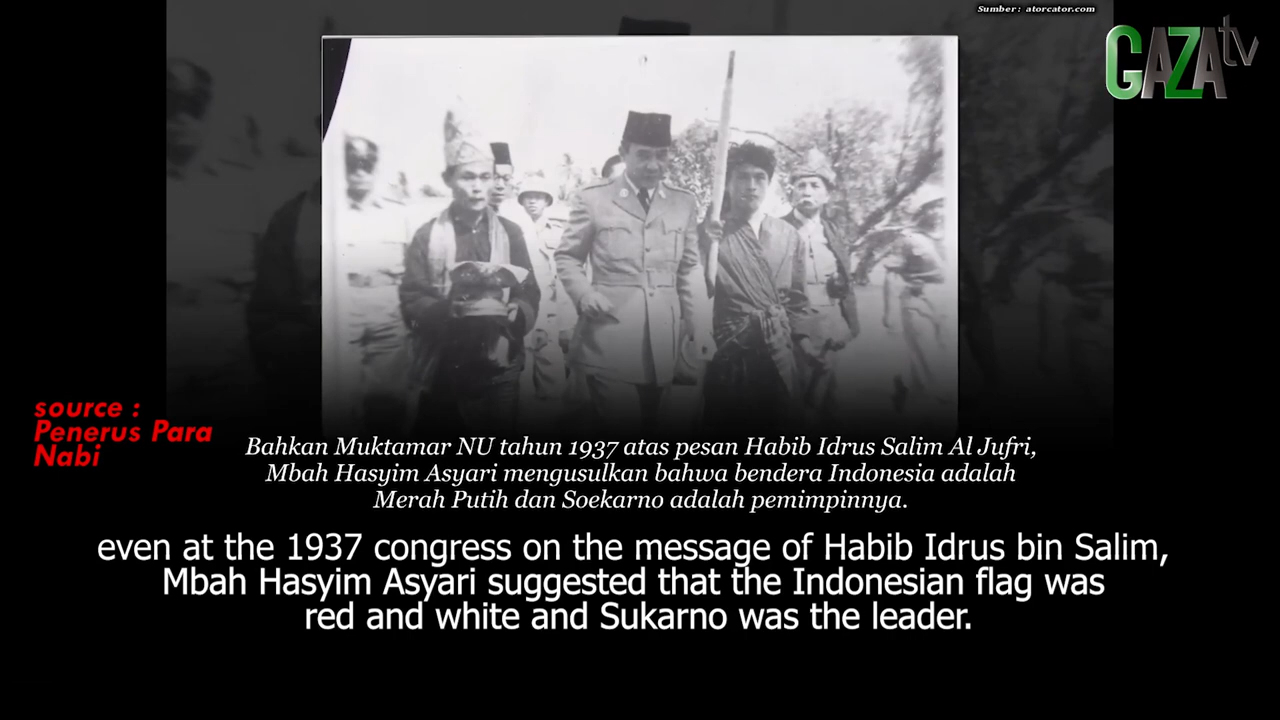 Sumber : atorcator.com
GAZA tv
source :
Penerus Para
Nabi
Bahkan Muktamar NU tahun 1937 atas pesan Habib Idrus Salim Al Jufri,
Mbah Hasyim Asyari mengusulkan bahwa bendera Indonesia adalah
Merah Putih dan Soekarno adalah pemimpinnya.
even at the 1937 congress on the message of Habib Idrus bin Salim,
Mbah Hasyim Asyari suggested that the Indonesian flag was
red and white and Sukarno was the leader.